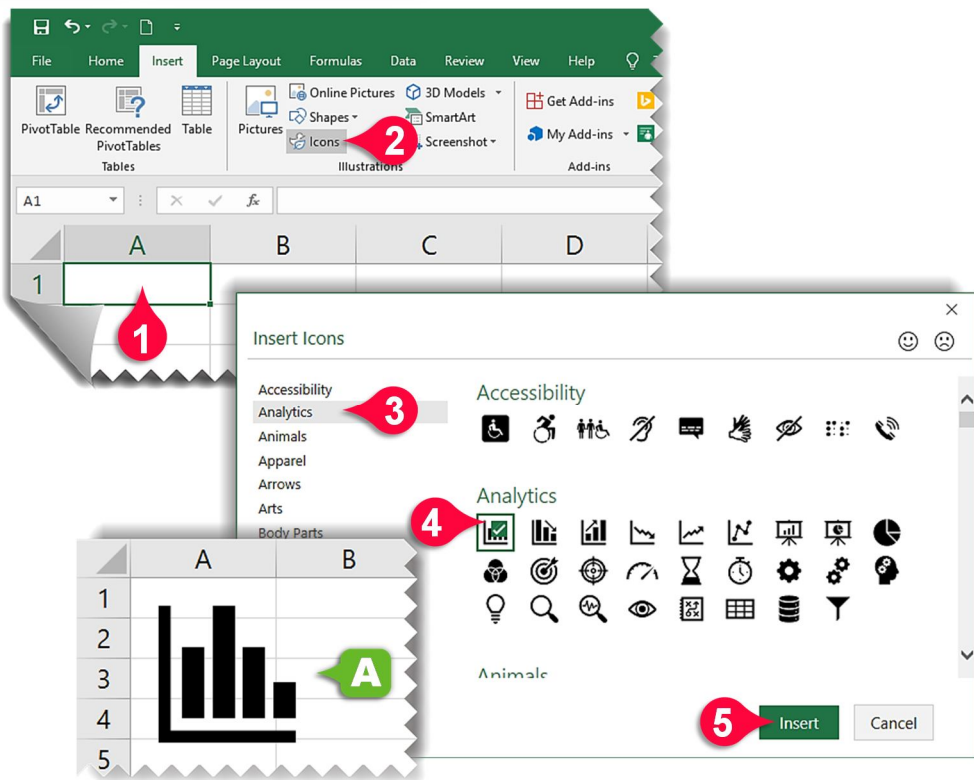 File Home Insert Page Layout Formulas Data Review View Help
Online Pictures 3D Models
Get Add-ins
Shapes SmartArt
PivotTable Recommended PivotTables Table Pictures
Icons 2 Screenshot
My Add-ins
Tables Illustrations Add-ins
A1 fx
A B C D
1
1
Insert Icons
Accessibility
Analytics 3
Animals
Apparel
Arrows
Arts
Body Parts
Accessibility
Analytics
4
Animals
5 Insert Cancel
A B
1
2
3 A
4
5